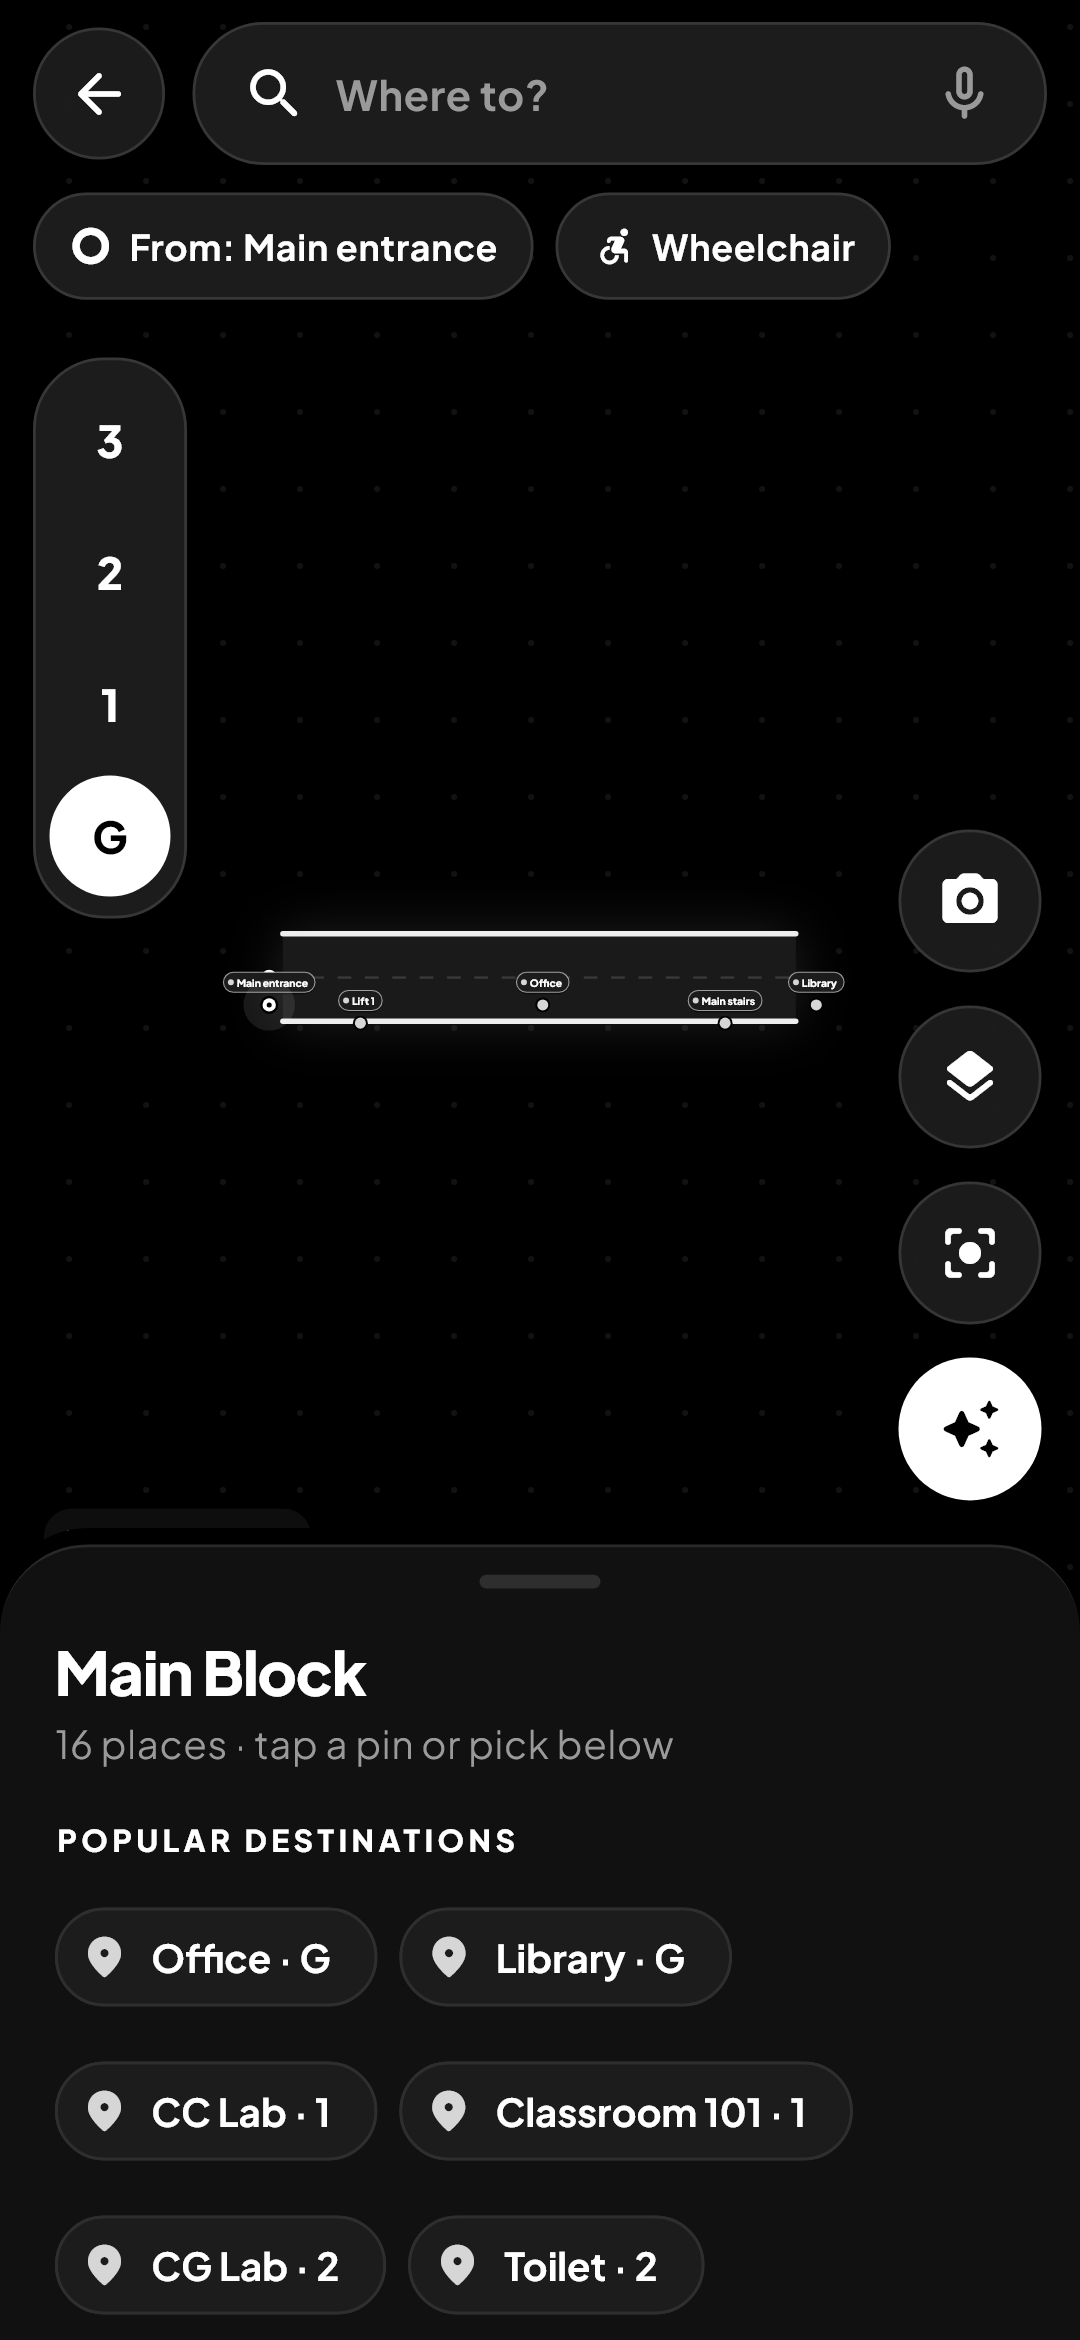 Where to?
From: Main entrance
Wheelchair
3
2
1
G
Main entrance
Lift 1
Office
Main stairs
Library
Main Block
16 places · tap a pin or pick below
POPULAR DESTINATIONS
Office · G
Library · G
CC Lab · 1
Classroom 101 · 1
CG Lab · 2
Toilet · 2